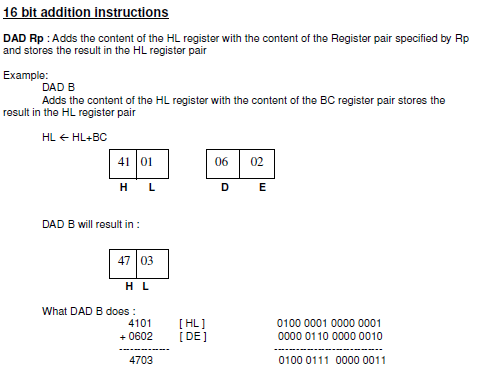 16 bit addition instructions
DAD Rp : Adds the content of the HL register with the content of the Register pair specified by Rp
and stores the result in the HL register pair
Example:
DAD B
Adds the content of the HL register with the content of the BC register pair stores the
result in the HL register pair
HL ← HL+BC
41 01 06 02
H L D E
DAD B will result in :
47 03
H L
What DAD B does :
4101 [ HL ] 0100 0001 0000 0001
+ 0602 [ DE ] 0000 0110 0000 0010
-------------- ------------------------------
4703 0100 0111 0000 0011